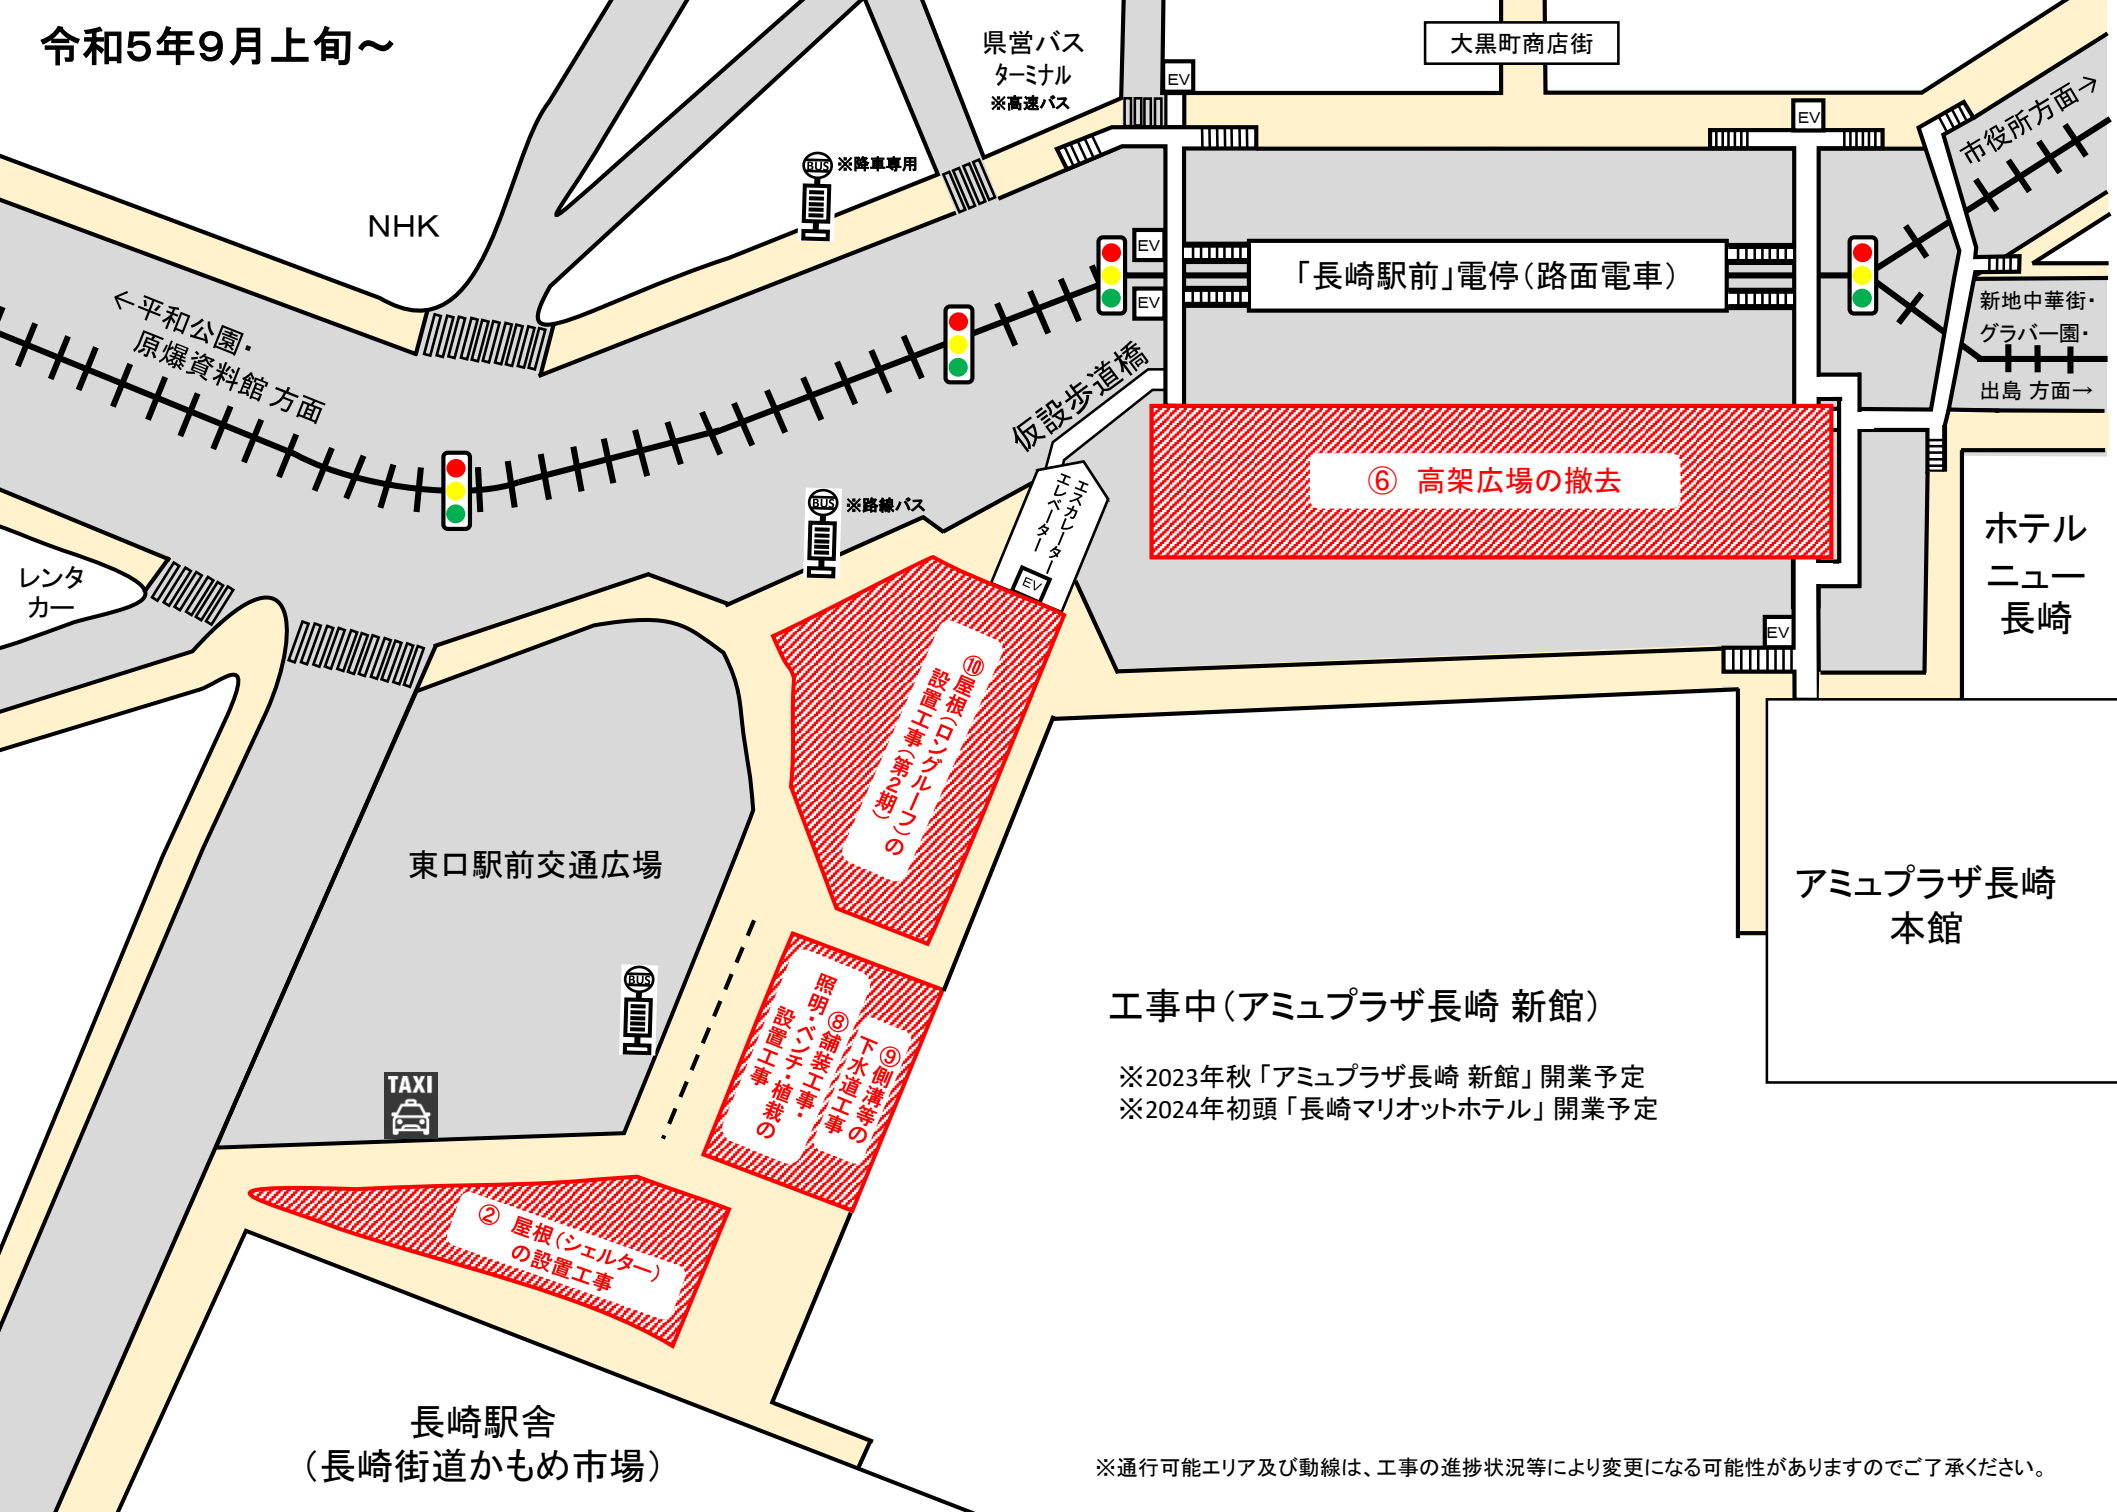 令和5年9月上旬～
県営バス
ターミナル
※高速バス
大黒町商店街
EV
EV
市役所方面→
BUS
※降車専用
NHK
EV
EV
「長崎駅前」電停（路面電車）
←平和公園・
原爆資料館 方面
新地中華街・
グラバー園・
出島 方面→
仮設歩道橋
⑥ 高架広場の撤去
エスカレーター
エレベーター
EV
BUS
※路線バス
ホテル
ニュー
長崎
レンタ
カー
EV
⑩屋根（ロングルーフ）の
設置工事（第2期）
東口駅前交通広場
アミュプラザ長崎
本館
BUS
⑨側溝等の
下水道工事
⑧舗装工事・
照明・ベンチ・植栽の
設置工事
工事中（アミュプラザ長崎 新館）
※2023年秋「アミュプラザ長崎 新館」開業予定
※2024年初頭「長崎マリオットホテル」開業予定
TAXI
② 屋根（シェルター）
の設置工事
長崎駅舎
（長崎街道かもめ市場）
※通行可能エリア及び動線は、工事の進捗状況等により変更になる可能性がありますのでご了承ください。